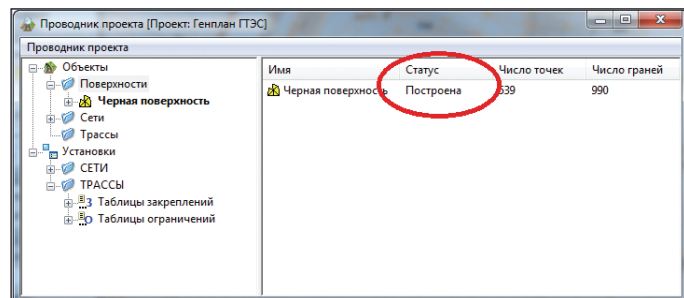 Проводник проекта [Проект: Генплан ГТЭС]
Проводник проекта
Объекты
Поверхности
Черная поверхность
Сети
Трассы
Установки
СЕТИ
ТРАССЫ
Таблицы закреплений
Таблицы ограничений
Имя Статус Число точек Число граней
Черная поверхность Построена 539 990